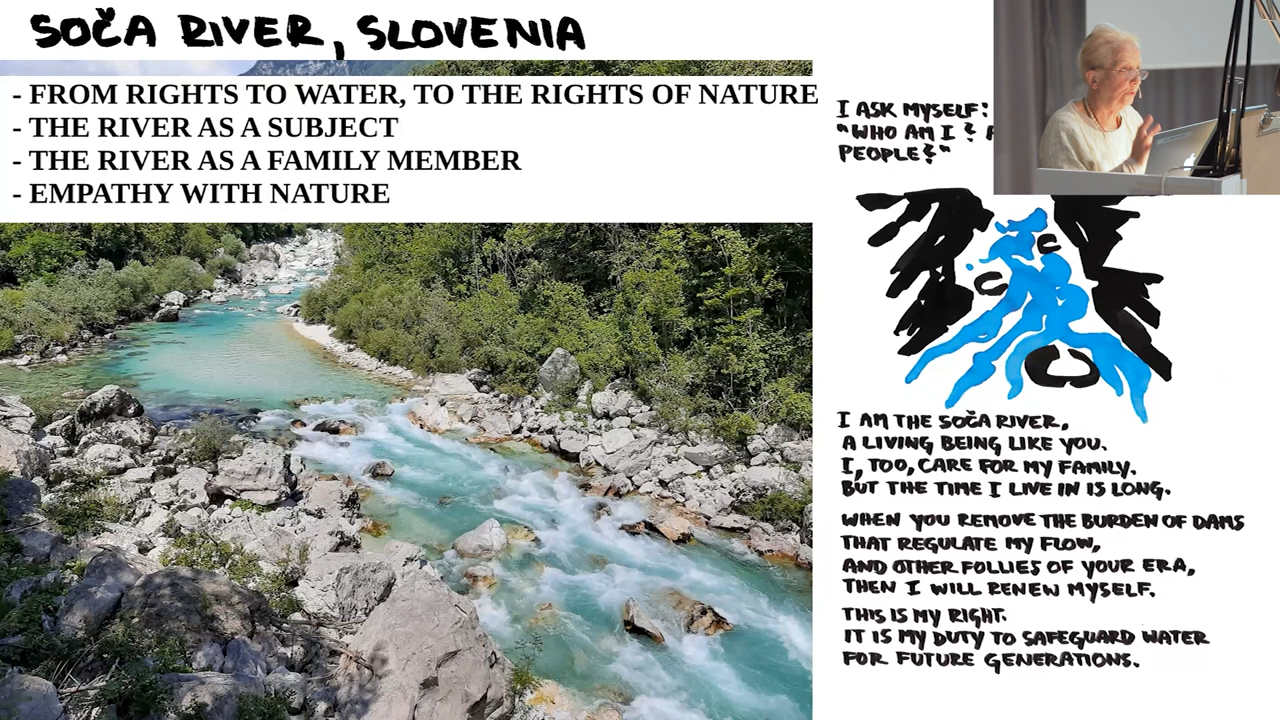 SOČA RIVER, SLOVENIA
- FROM RIGHTS TO WATER, TO THE RIGHTS OF NATURE
- THE RIVER AS A SUBJECT
- THE RIVER AS A FAMILY MEMBER
- EMPATHY WITH NATURE
I ASK MYSELF:
"WHO AM I?
PEOPLE?"
I AM THE SOČA RIVER,
A LIVING BEING LIKE YOU.
I, TOO, CARE FOR MY FAMILY.
BUT THE TIME I LIVE IN IS LONG.
WHEN YOU REMOVE THE BURDEN OF DAMS
THAT REGULATE MY FLOW,
AND OTHER FOLLIES OF YOUR ERA,
THEN I WILL RENEW MYSELF.
THIS IS MY RIGHT.
IT IS MY DUTY TO SAFEGUARD WATER
FOR FUTURE GENERATIONS.